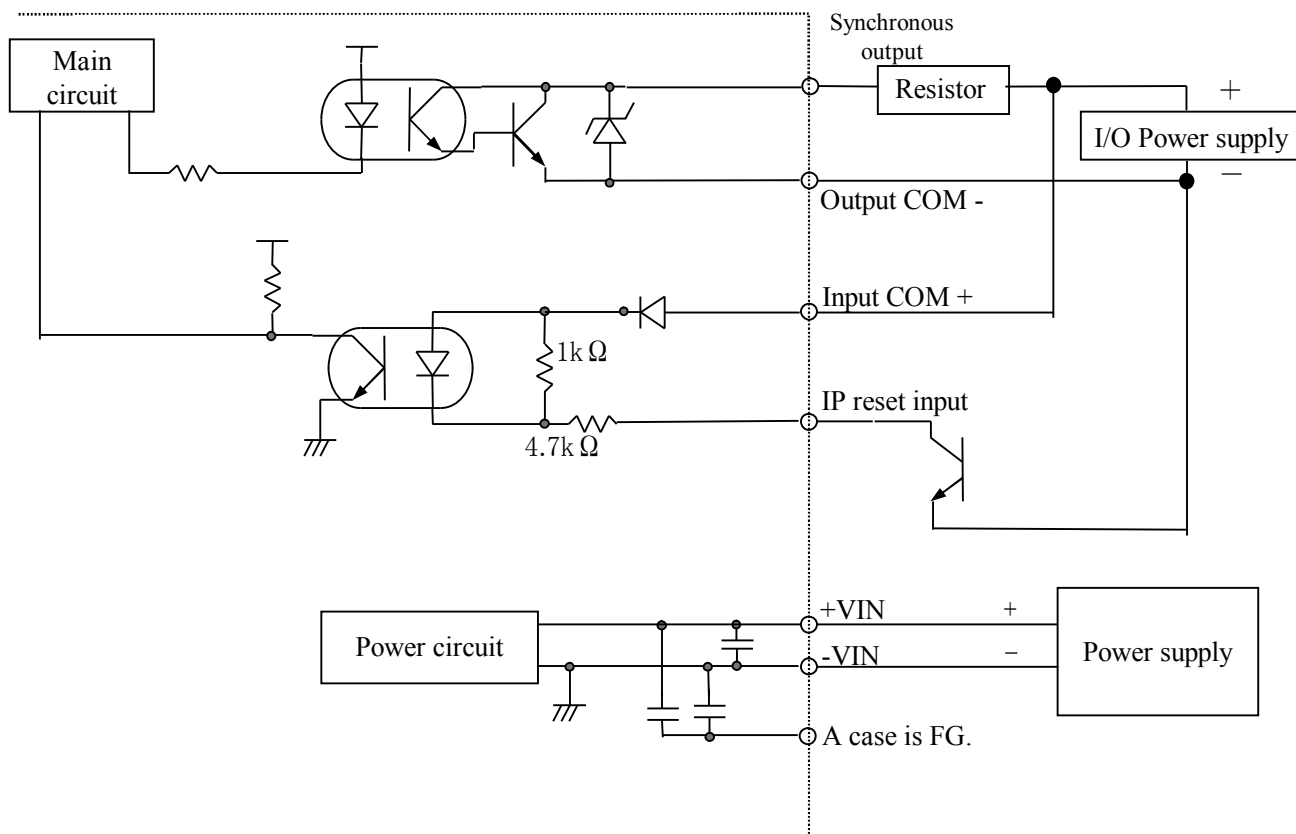 Synchronous
output
Main
circuit
Resistor
+
I/O Power supply
−
Output COM -
Input COM +
1k Ω
IP reset input
4.7k Ω
+VIN
+
Power circuit
-VIN
−
Power supply
A case is FG.